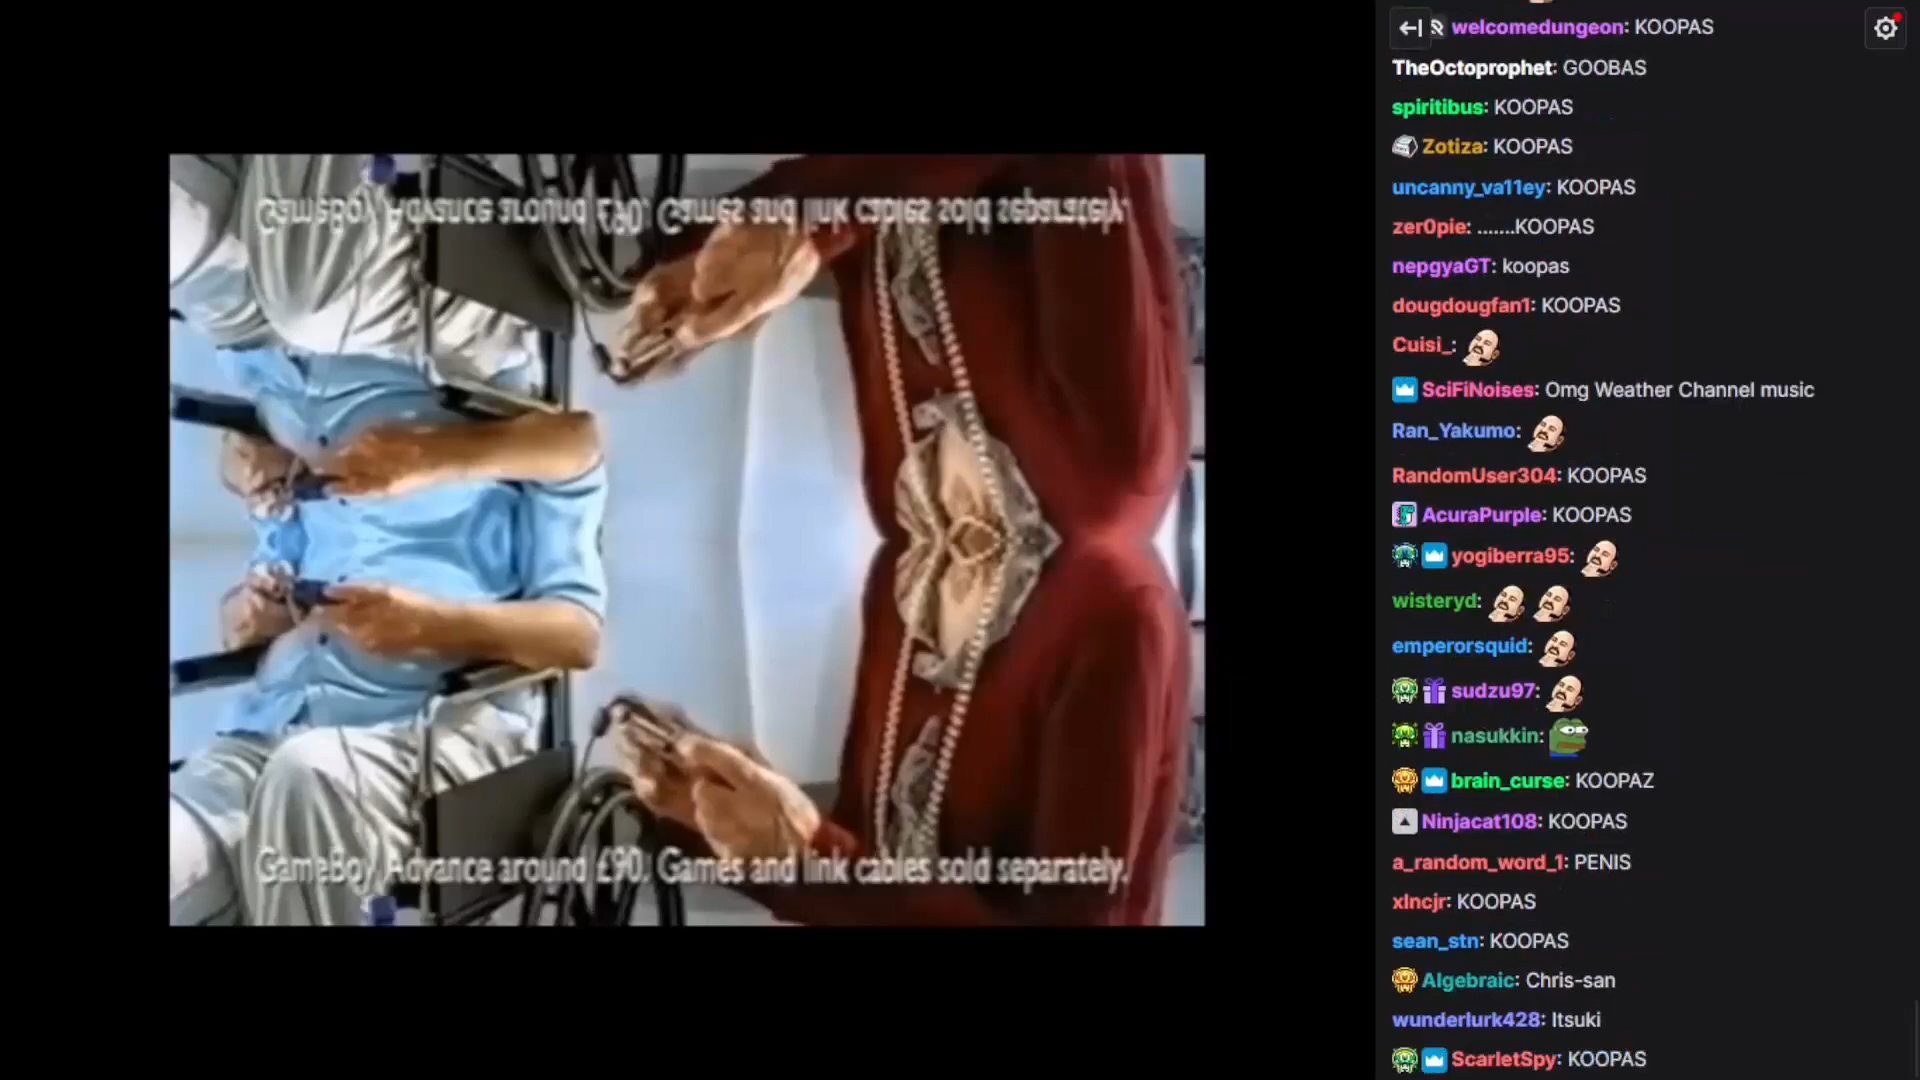 GameBoy Advance around £90. Games and link cables sold separately.
GameBoy Advance around £90. Games and link cables sold separately.
welcomedungeon: KOOPAS
TheOctoprophet: GOOBAS
spiritibus: KOOPAS
Zotiza: KOOPAS
uncanny_va11ey: KOOPAS
zer0pie: .......KOOPAS
nepgyaGT: koopas
dougdougfan1: KOOPAS
Cuisi_:
SciFiNoises: Omg Weather Channel music
Ran_Yakumo:
RandomUser304: KOOPAS
AcuraPurple: KOOPAS
yogiberra95:
wisteryd:
emperorsquid:
sudzu97:
nasukkin:
brain_curse: KOOPAZ
Ninjacat108: KOOPAS
a_random_word_1: PENIS
xlncjr: KOOPAS
sean_stn: KOOPAS
Algebraic: Chris-san
wunderlurk428: Itsuki
ScarletSpy: KOOPAS